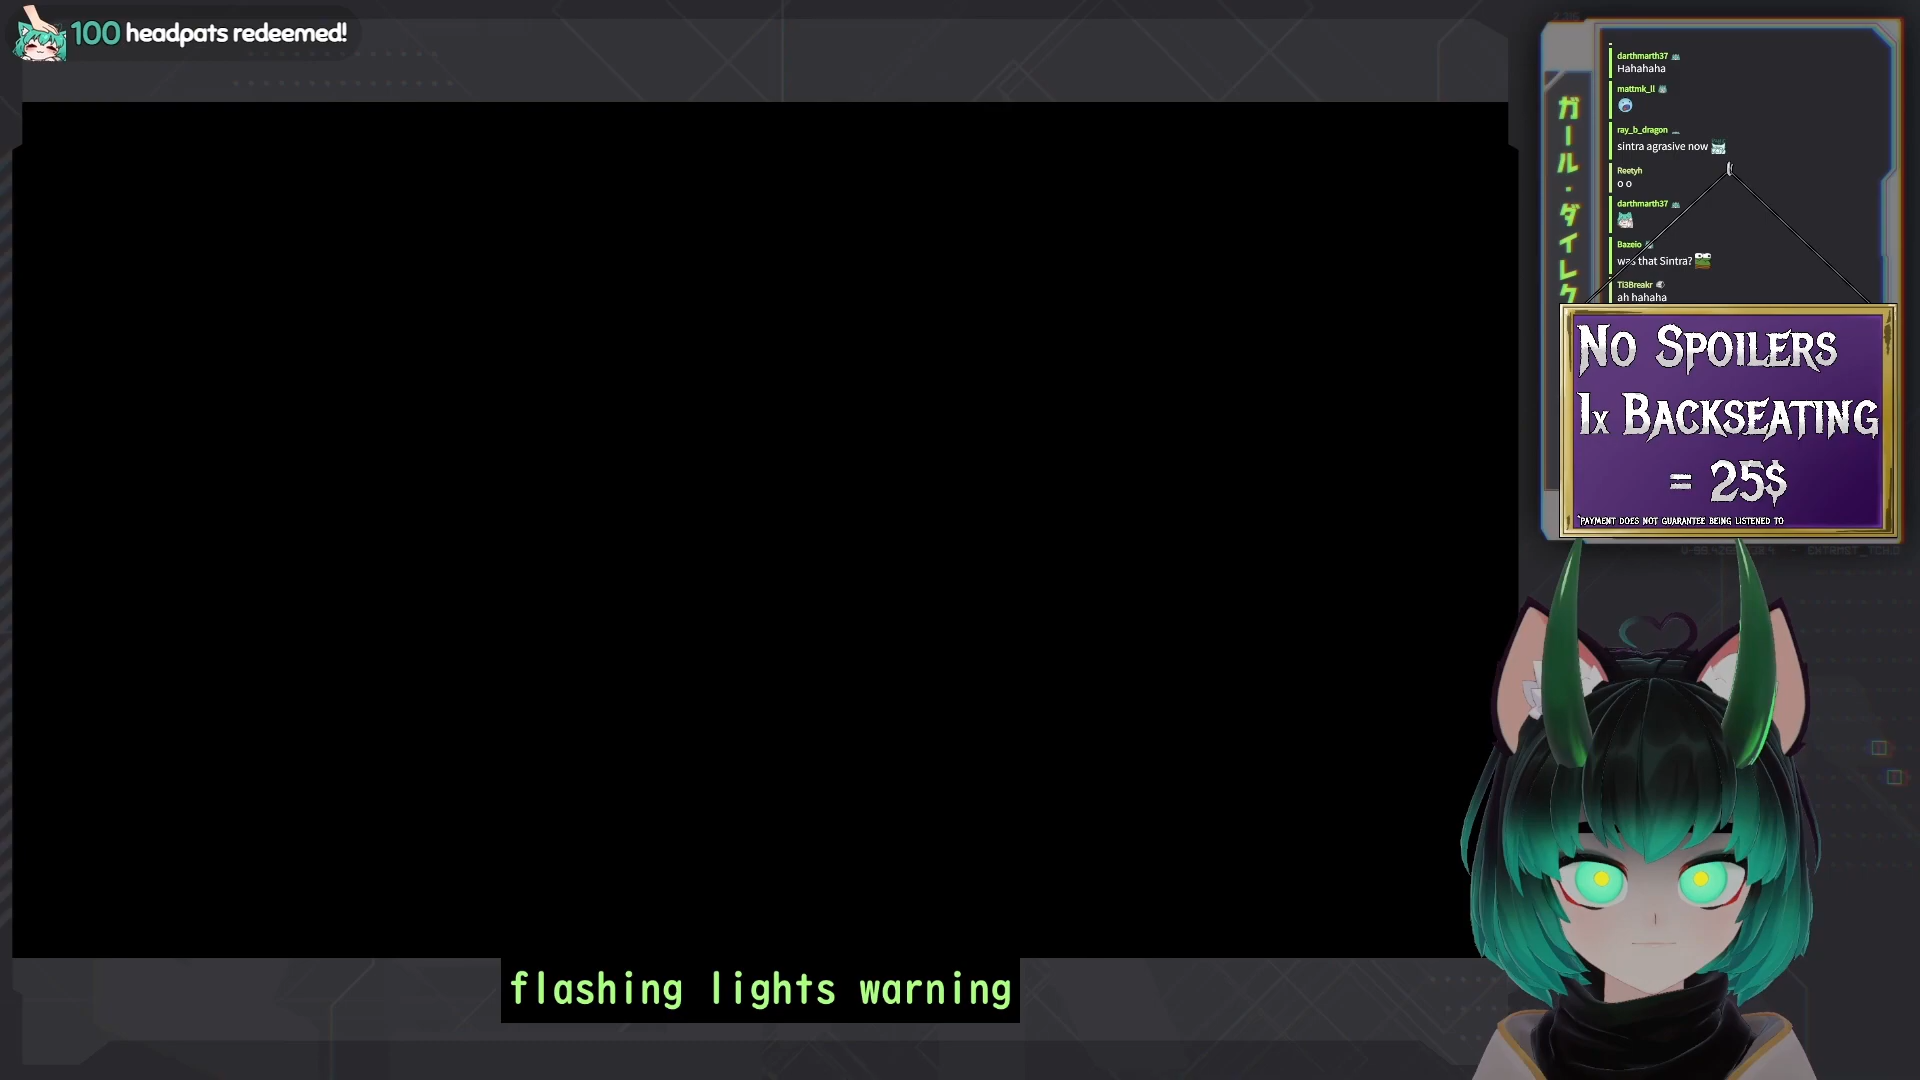 100 headpats redeemed!
darthmarth37
Hahahaha
mattmk_ll
ray_b_dragon
sintra agrasive now
Reetyh
o o
darthmarth37
Bazeio
was that Sintra?
Ti3Breakr
ah hahaha
ガール・ダイレク
No Spoilers
1x Backseating
= 25$
*Payment does not guarantee being listened to
flashing lights warning